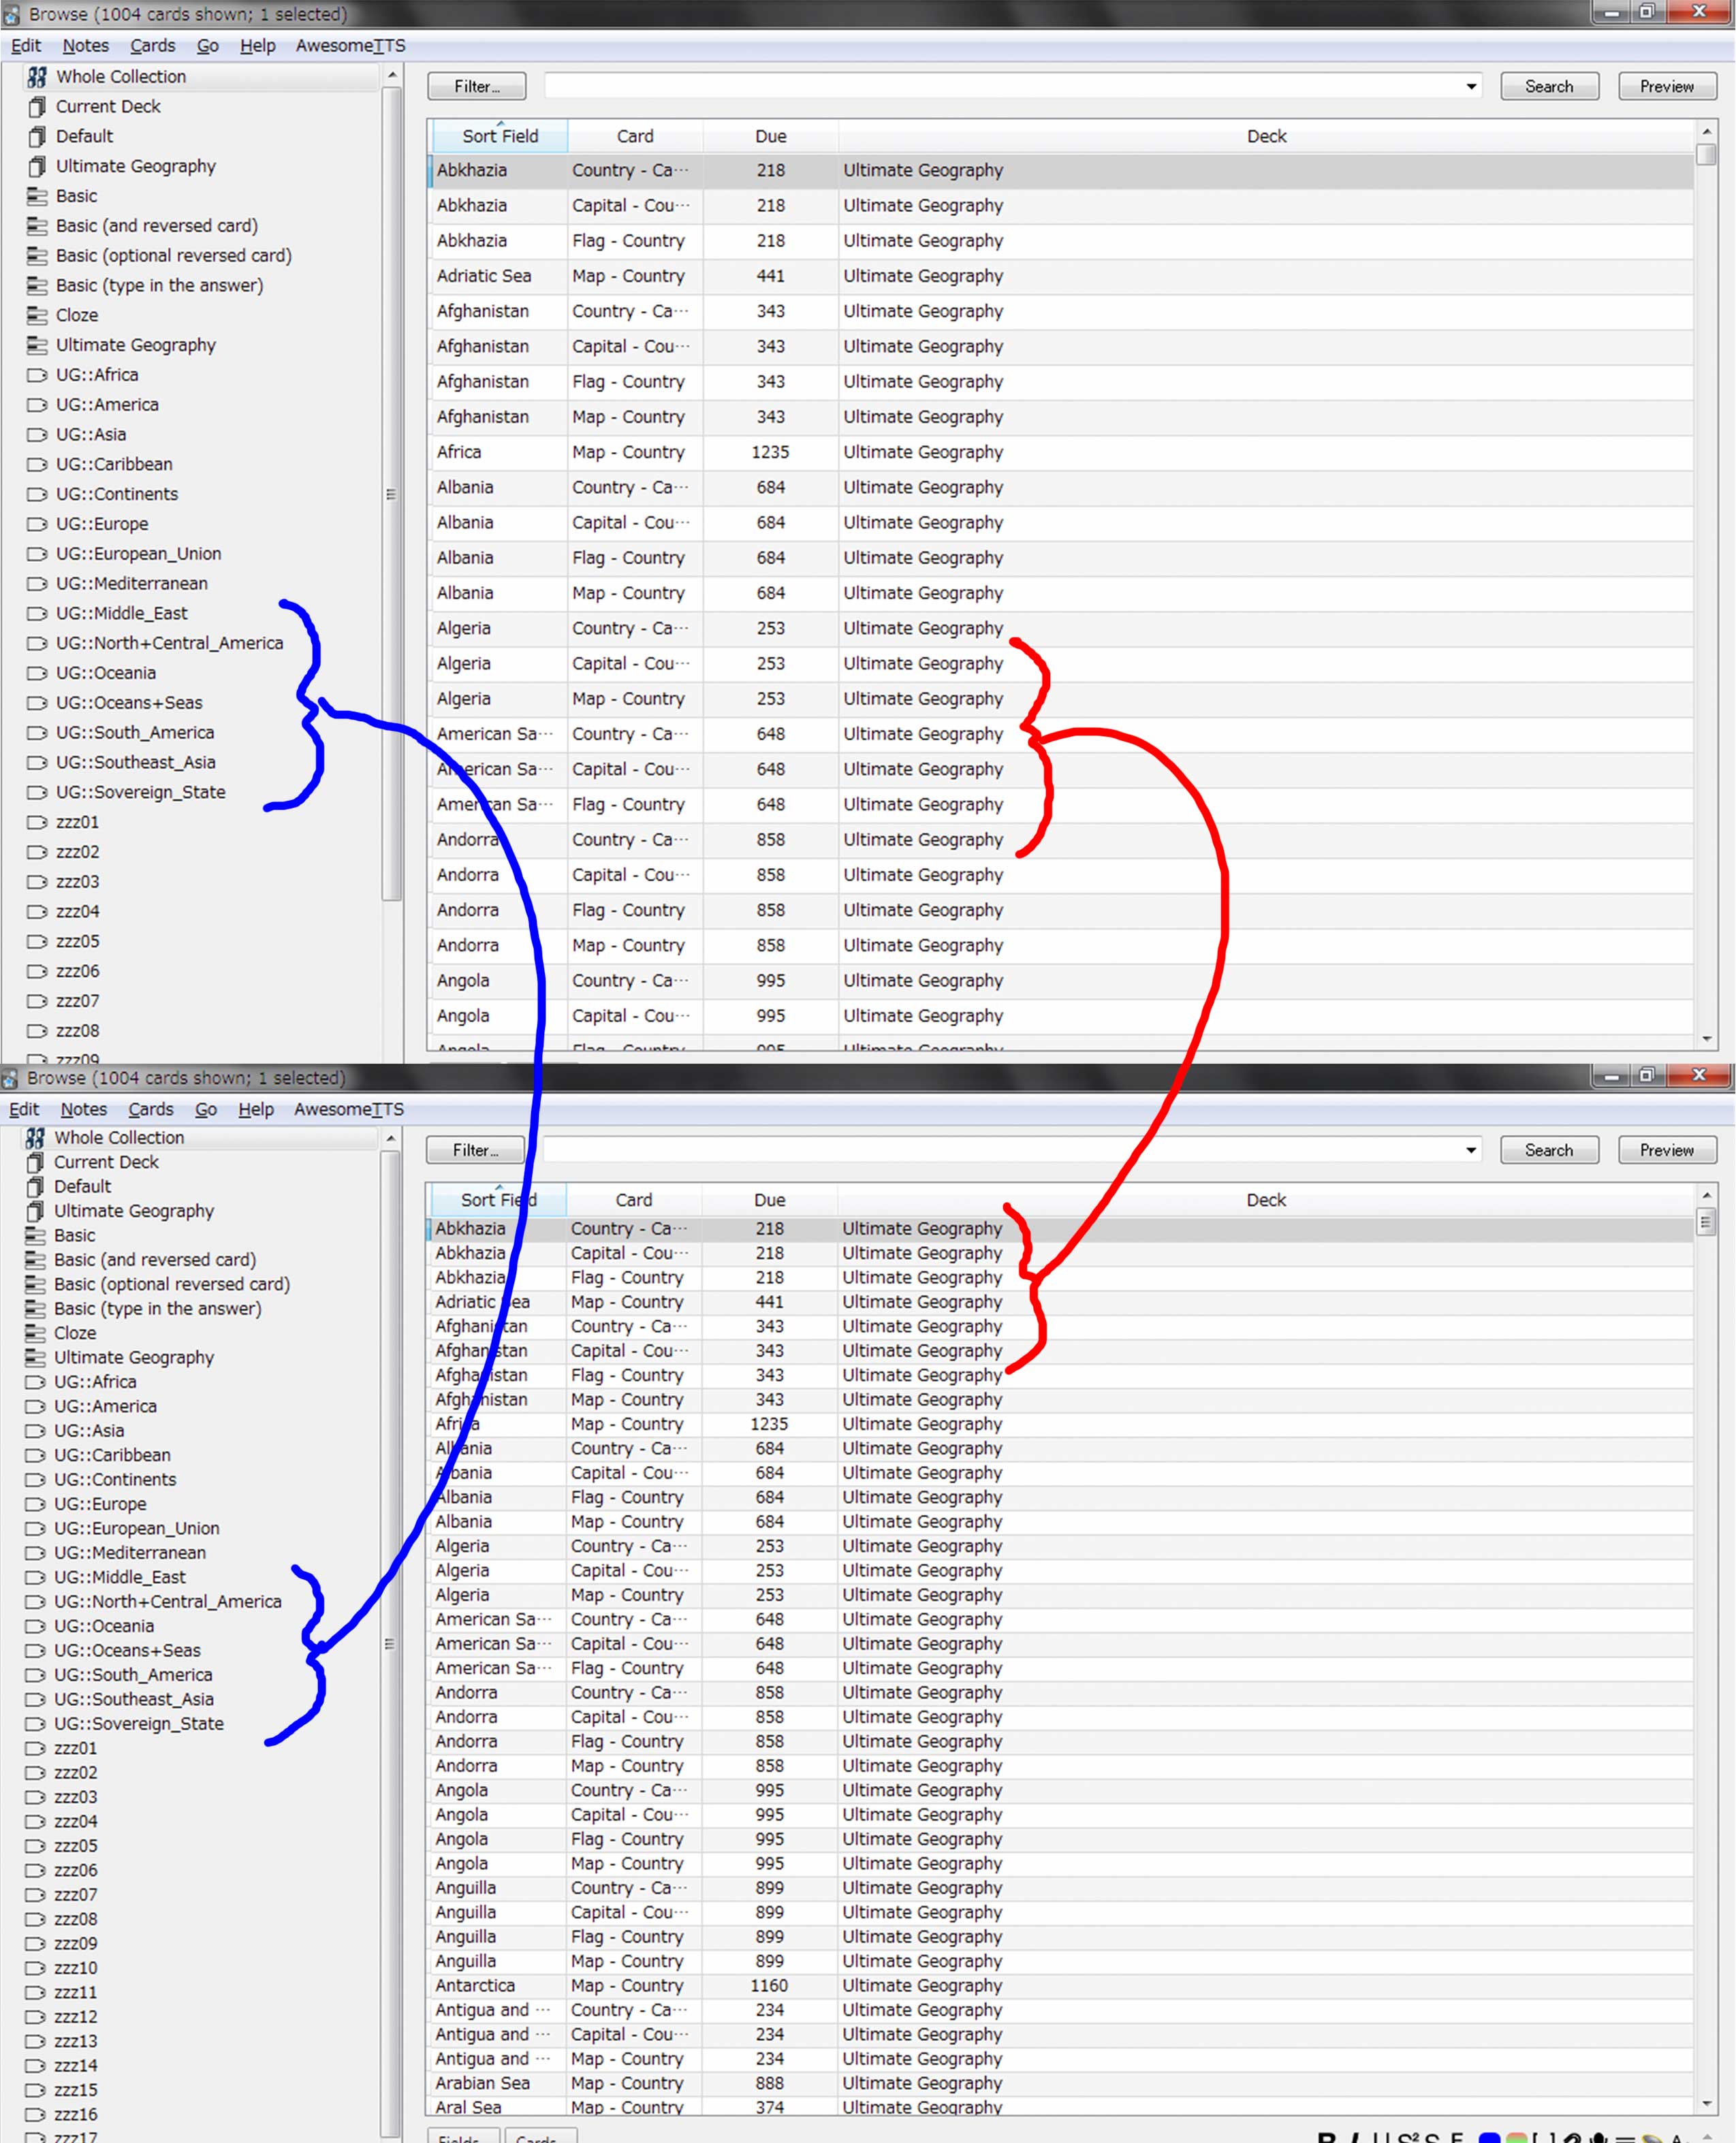 Browse (1004 cards shown; 1 selected)
Edit Notes Cards Go Help AwesomeTTS
Whole Collection
Current Deck
Default
Ultimate Geography
Basic
Basic (and reversed card)
Basic (optional reversed card)
Basic (type in the answer)
Cloze
Ultimate Geography
UG::Africa
UG::America
UG::Asia
UG::Caribbean
UG::Continents
UG::Europe
UG::European_Union
UG::Mediterranean
UG::Middle_East
UG::North+Central_America
UG::Oceania
UG::Oceans+Seas
UG::South_America
UG::Southeast_Asia
UG::Sovereign_State
zzz01
zzz02
zzz03
zzz04
zzz05
zzz06
zzz07
zzz08
zzz09
Filter... Search Preview
Sort Field Card Due Deck
Abkhazia Country - Ca··· 218 Ultimate Geography
Abkhazia Capital - Cou··· 218 Ultimate Geography
Abkhazia Flag - Country 218 Ultimate Geography
Adriatic Sea Map - Country 441 Ultimate Geography
Afghanistan Country - Ca··· 343 Ultimate Geography
Afghanistan Capital - Cou··· 343 Ultimate Geography
Afghanistan Flag - Country 343 Ultimate Geography
Afghanistan Map - Country 343 Ultimate Geography
Africa Map - Country 1235 Ultimate Geography
Albania Country - Ca··· 684 Ultimate Geography
Albania Capital - Cou··· 684 Ultimate Geography
Albania Flag - Country 684 Ultimate Geography
Albania Map - Country 684 Ultimate Geography
Algeria Country - Ca··· 253 Ultimate Geography
Algeria Capital - Cou··· 253 Ultimate Geography
Algeria Map - Country 253 Ultimate Geography
American Sa··· Country - Ca··· 648 Ultimate Geography
American Sa··· Capital - Cou··· 648 Ultimate Geography
American Sa··· Flag - Country 648 Ultimate Geography
Andorra Country - Ca··· 858 Ultimate Geography
Andorra Capital - Cou··· 858 Ultimate Geography
Andorra Flag - Country 858 Ultimate Geography
Andorra Map - Country 858 Ultimate Geography
Angola Country - Ca··· 995 Ultimate Geography
Angola Capital - Cou··· 995 Ultimate Geography
Angola Flag - Country 995 Ultimate Geography
Browse (1004 cards shown; 1 selected)
Edit Notes Cards Go Help AwesomeTTS
Whole Collection
Current Deck
Default
Ultimate Geography
Basic
Basic (and reversed card)
Basic (optional reversed card)
Basic (type in the answer)
Cloze
Ultimate Geography
UG::Africa
UG::America
UG::Asia
UG::Caribbean
UG::Continents
UG::Europe
UG::European_Union
UG::Mediterranean
UG::Middle_East
UG::North+Central_America
UG::Oceania
UG::Oceans+Seas
UG::South_America
UG::Southeast_Asia
UG::Sovereign_State
zzz01
zzz02
zzz03
zzz04
zzz05
zzz06
zzz07
zzz08
zzz09
zzz10
zzz11
zzz12
zzz13
zzz14
zzz15
zzz16
zzz17
Filter... Search Preview
Sort Field Card Due Deck
Abkhazia Country - Ca··· 218 Ultimate Geography
Abkhazia Capital - Cou··· 218 Ultimate Geography
Abkhazia Flag - Country 218 Ultimate Geography
Adriatic Sea Map - Country 441 Ultimate Geography
Afghanistan Country - Ca··· 343 Ultimate Geography
Afghanistan Capital - Cou··· 343 Ultimate Geography
Afghanistan Flag - Country 343 Ultimate Geography
Afghanistan Map - Country 343 Ultimate Geography
Africa Map - Country 1235 Ultimate Geography
Albania Country - Ca··· 684 Ultimate Geography
Albania Capital - Cou··· 684 Ultimate Geography
Albania Flag - Country 684 Ultimate Geography
Albania Map - Country 684 Ultimate Geography
Algeria Country - Ca··· 253 Ultimate Geography
Algeria Capital - Cou··· 253 Ultimate Geography
Algeria Map - Country 253 Ultimate Geography
American Sa··· Country - Ca··· 648 Ultimate Geography
American Sa··· Capital - Cou··· 648 Ultimate Geography
American Sa··· Flag - Country 648 Ultimate Geography
Andorra Country - Ca··· 858 Ultimate Geography
Andorra Capital - Cou··· 858 Ultimate Geography
Andorra Flag - Country 858 Ultimate Geography
Andorra Map - Country 858 Ultimate Geography
Angola Country - Ca··· 995 Ultimate Geography
Angola Capital - Cou··· 995 Ultimate Geography
Angola Flag - Country 995 Ultimate Geography
Angola Map - Country 995 Ultimate Geography
Anguilla Country - Ca··· 899 Ultimate Geography
Anguilla Capital - Cou··· 899 Ultimate Geography
Anguilla Flag - Country 899 Ultimate Geography
Anguilla Map - Country 899 Ultimate Geography
Antarctica Map - Country 1160 Ultimate Geography
Antigua and ··· Country - Ca··· 234 Ultimate Geography
Antigua and ··· Capital - Cou··· 234 Ultimate Geography
Antigua and ··· Map - Country 234 Ultimate Geography
Arabian Sea Map - Country 888 Ultimate Geography
Aral Sea Map - Country 374 Ultimate Geography
Fields... Cards...